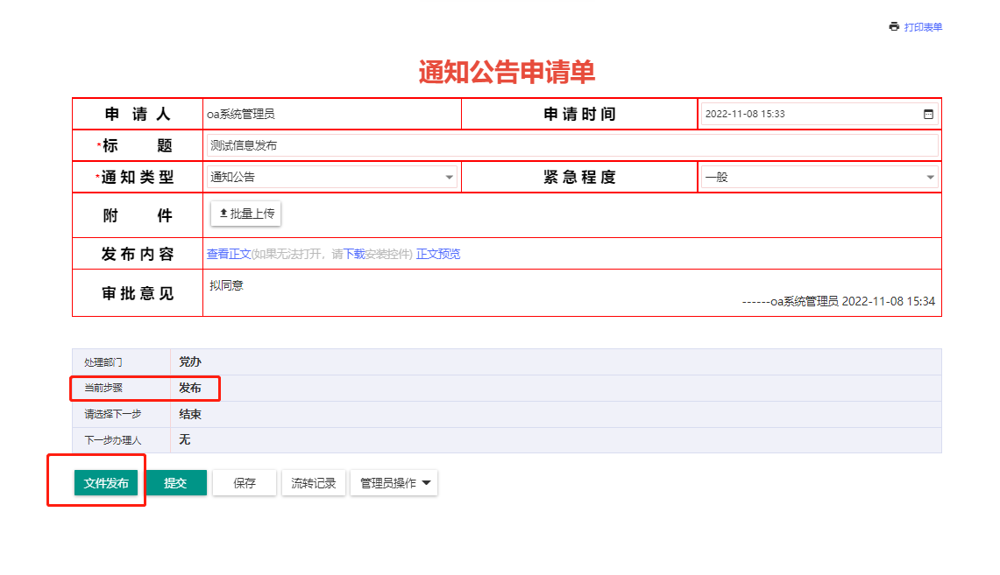 打印表单
通知公告申请单
申 请 人 oa系统管理员 申 请 时 间 2022-11-08 15:33
*标 题 测试信息发布
*通 知 类 型 通知公告 紧 急 程 度 一般
附 件 批量上传
发 布 内 容 查看正文(如果无法打开，请下载安装控件) 正文预览
审 批 意 见 拟同意
------oa系统管理员 2022-11-08 15:34
处理部门 党办
当前步骤 发布
请选择下一步 结束
下一步办理人 无
文件发布 提交 保存 流转记录 管理员操作